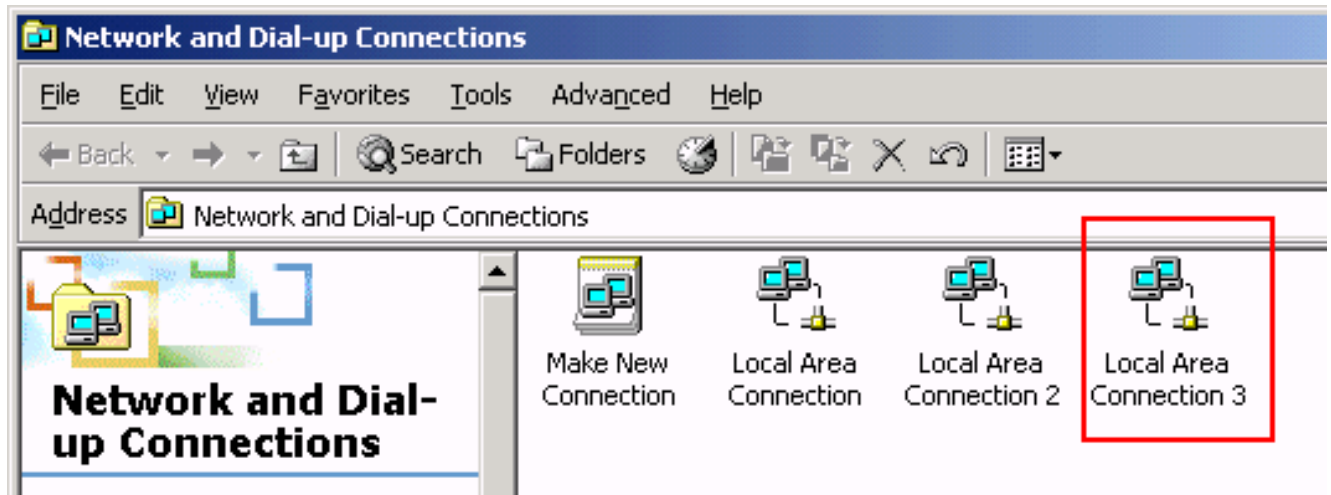 Network and Dial-up Connections
File Edit View Favorites Tools Advanced Help
Back Search Folders
Address Network and Dial-up Connections
Network and Dial-
up Connections
Make New
Connection
Local Area
Connection
Local Area
Connection 2
Local Area
Connection 3